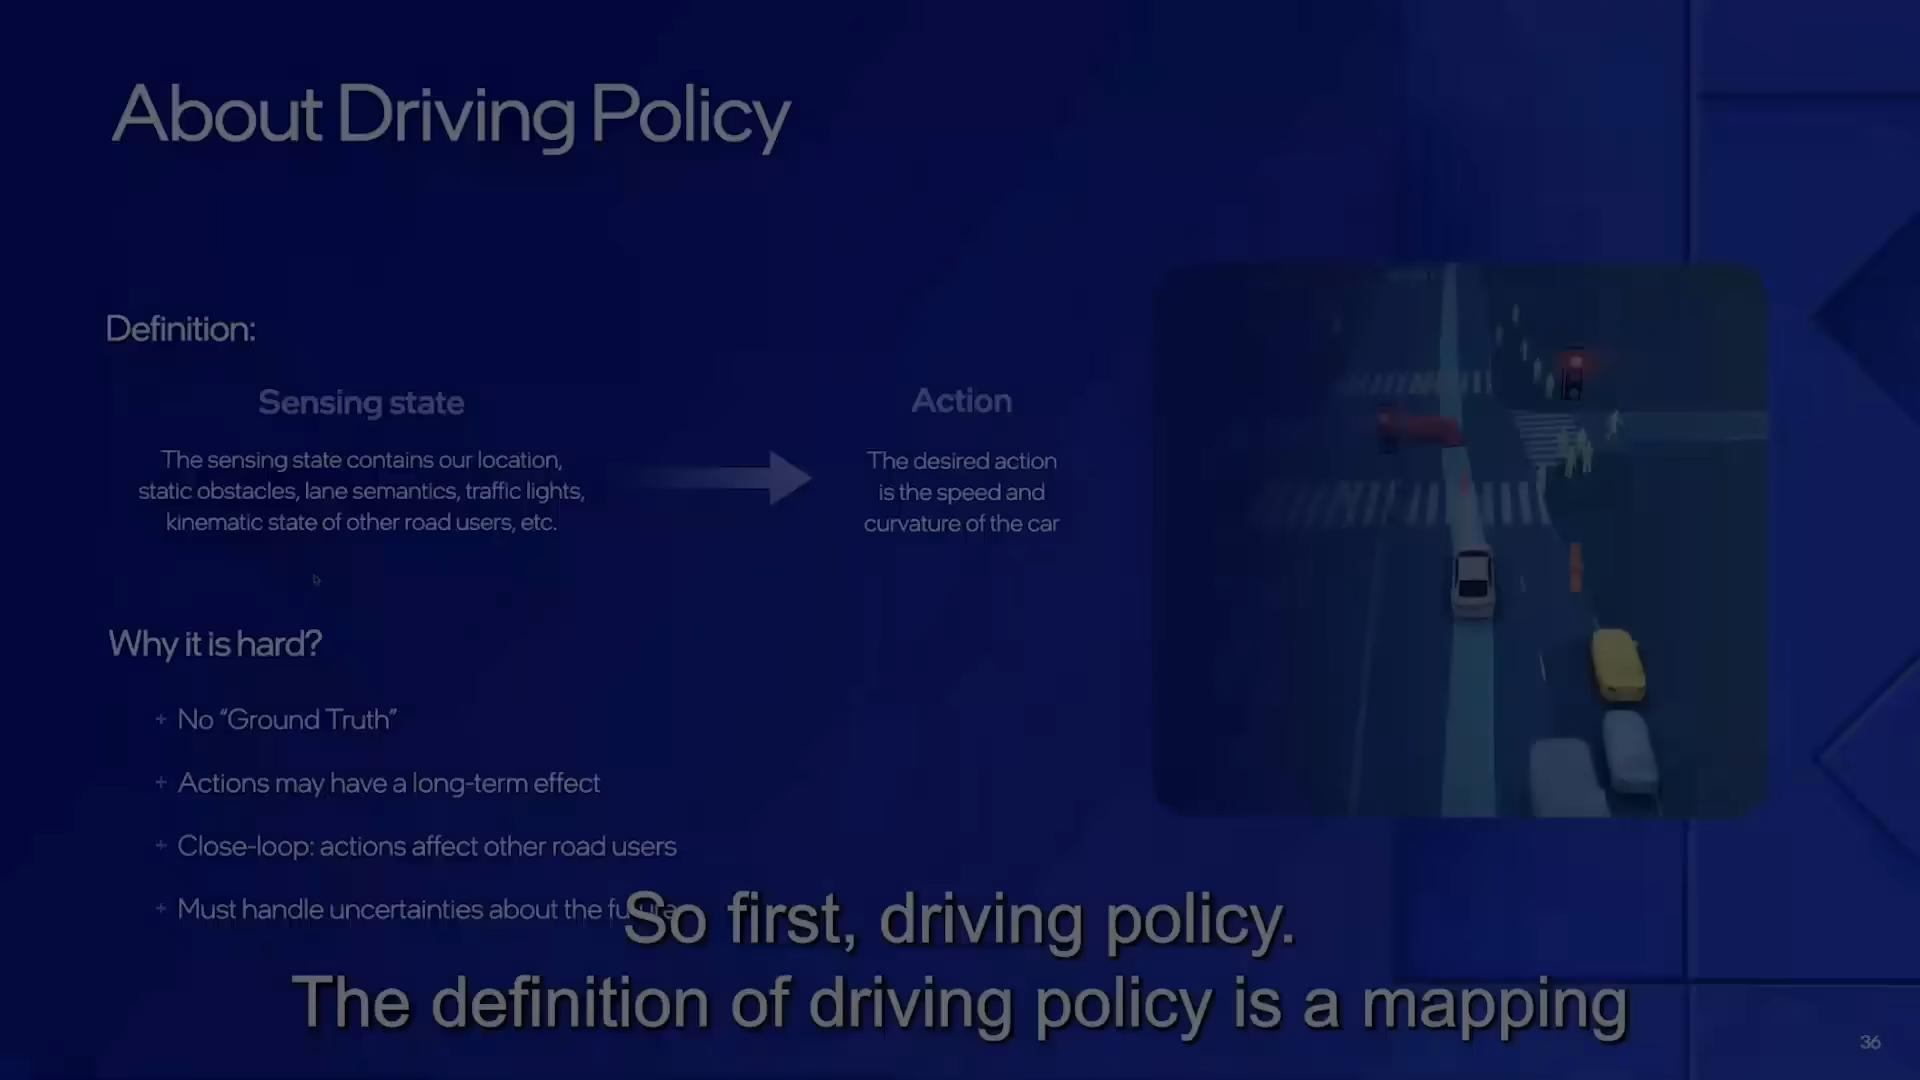 About Driving Policy
Definition:
Sensing state
The sensing state contains our location,
static obstacles, lane semantics, traffic lights,
kinematic state of other road users, etc.
Action
The desired action
is the speed and
curvature of the car
Why it is hard?
+ No “Ground Truth”
+ Actions may have a long-term effect
+ Close-loop: actions affect other road users
+ Must handle uncertainties about the
So first, driving policy.
The definition of driving policy is a mapping
36